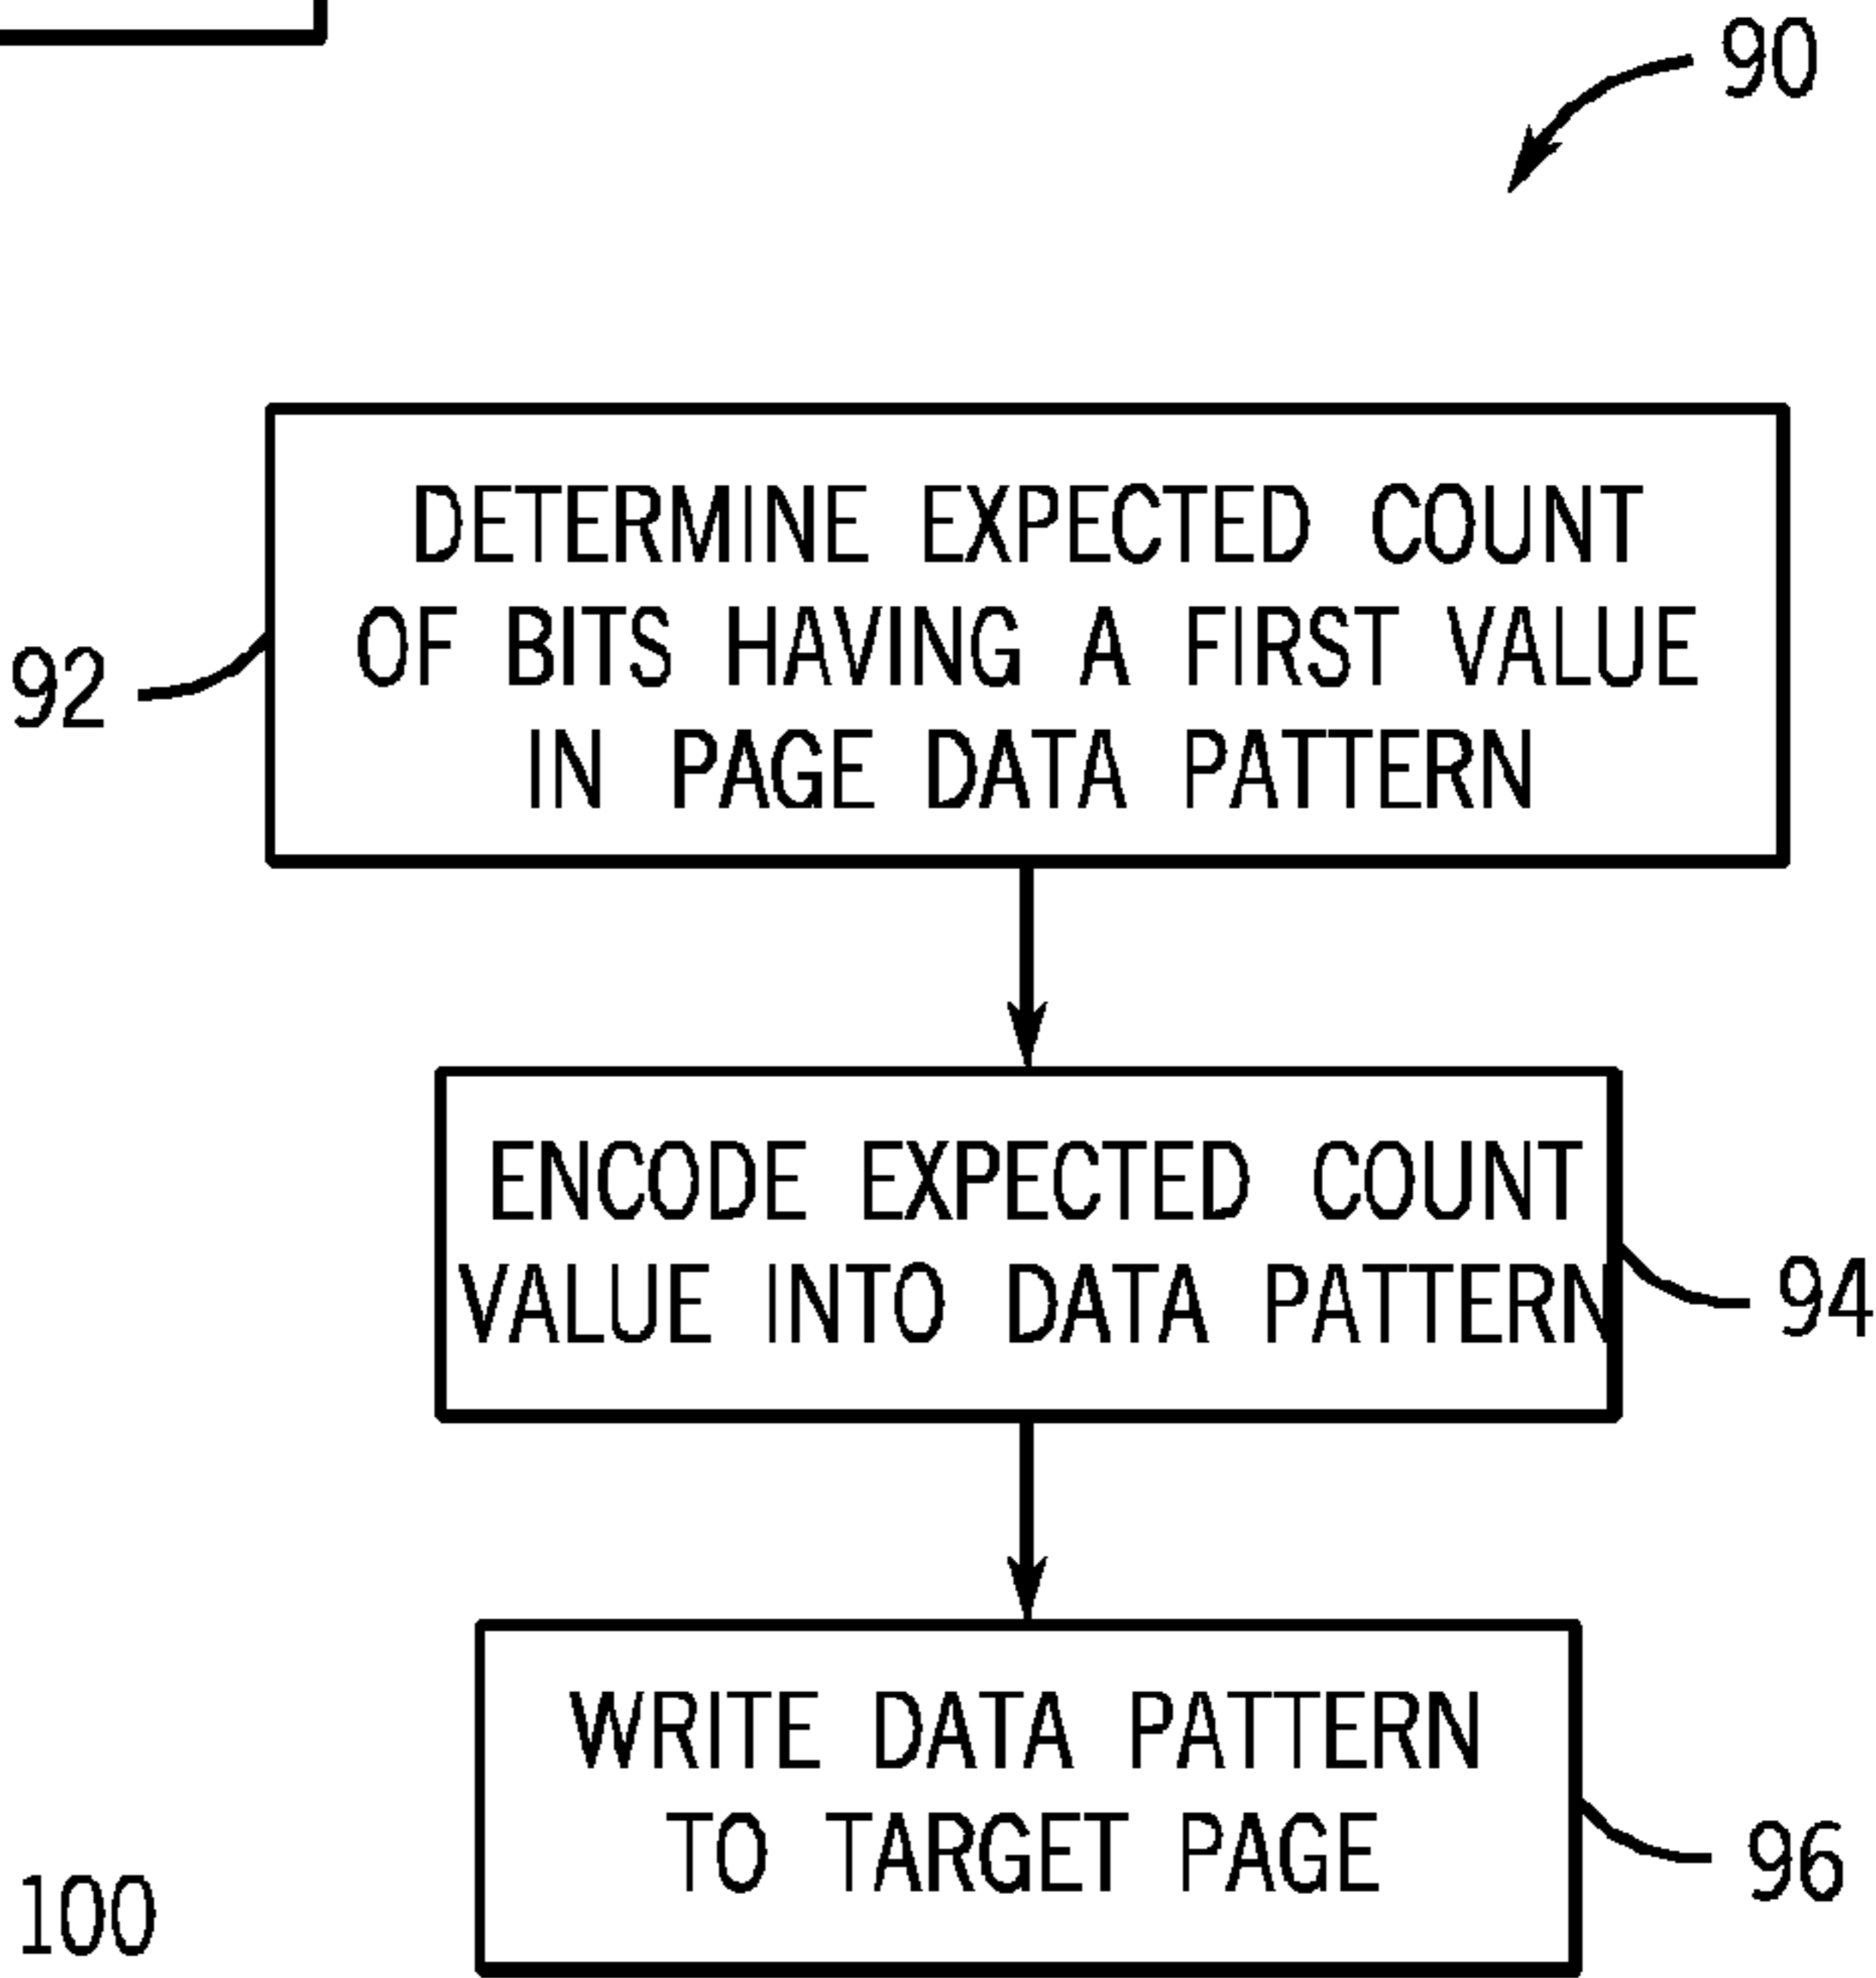 90
DETERMINE EXPECTED COUNT
OF BITS HAVING A FIRST VALUE
IN PAGE DATA PATTERN
92
ENCODE EXPECTED COUNT
VALUE INTO DATA PATTERN
94
WRITE DATA PATTERN
TO TARGET PAGE
96
100